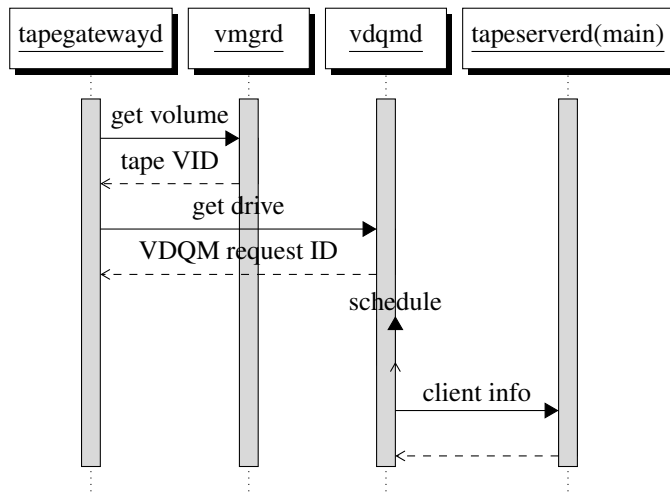 tapegatewayd
vmgrd
vdqmd
tapeserverd(main)
get volume
tape VID
get drive
VDQM request ID
schedule
client info